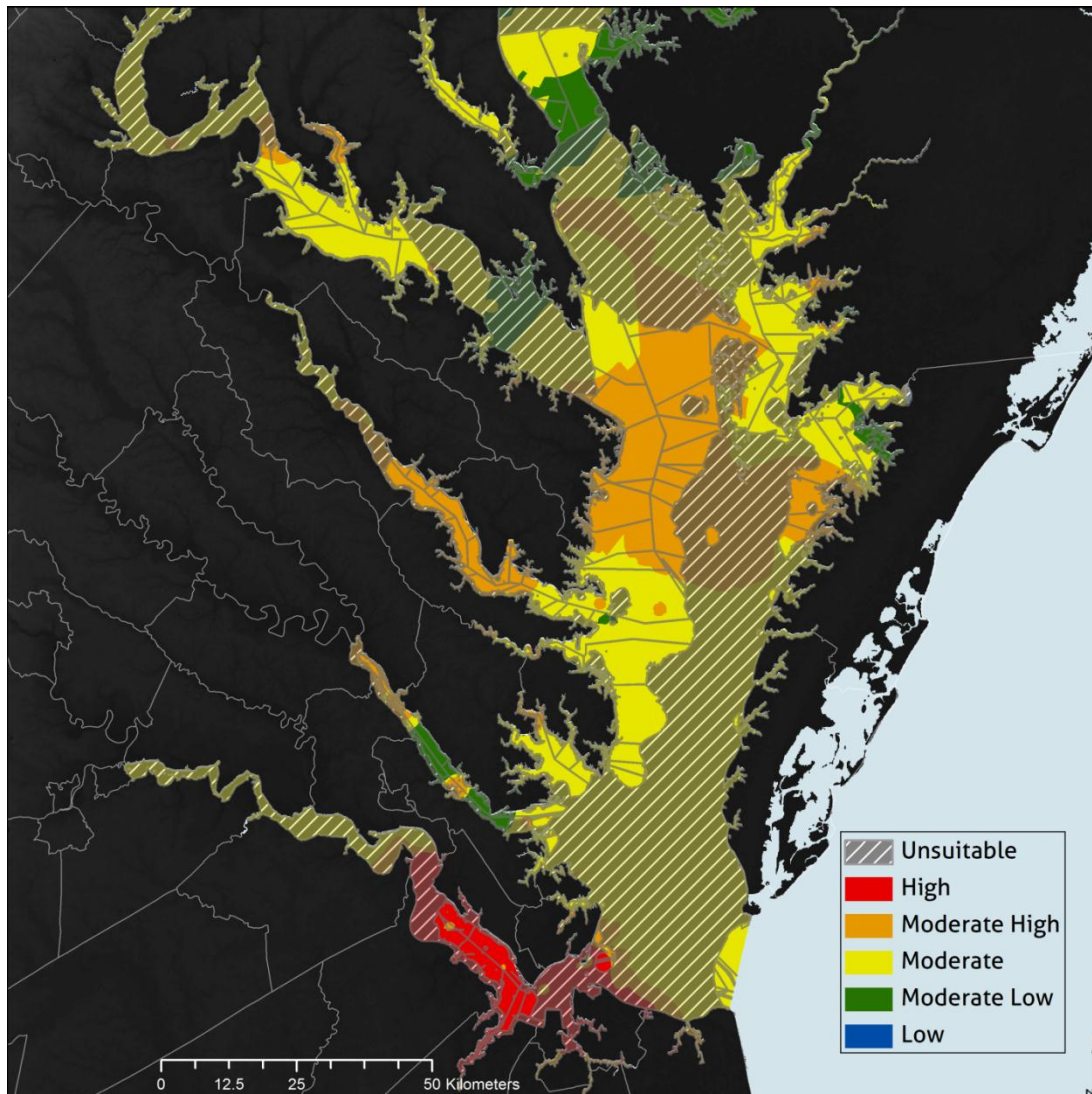 Unsuitable
High
Moderate High
Moderate
Moderate Low
Low
0 12.5 25 50 Kilometers